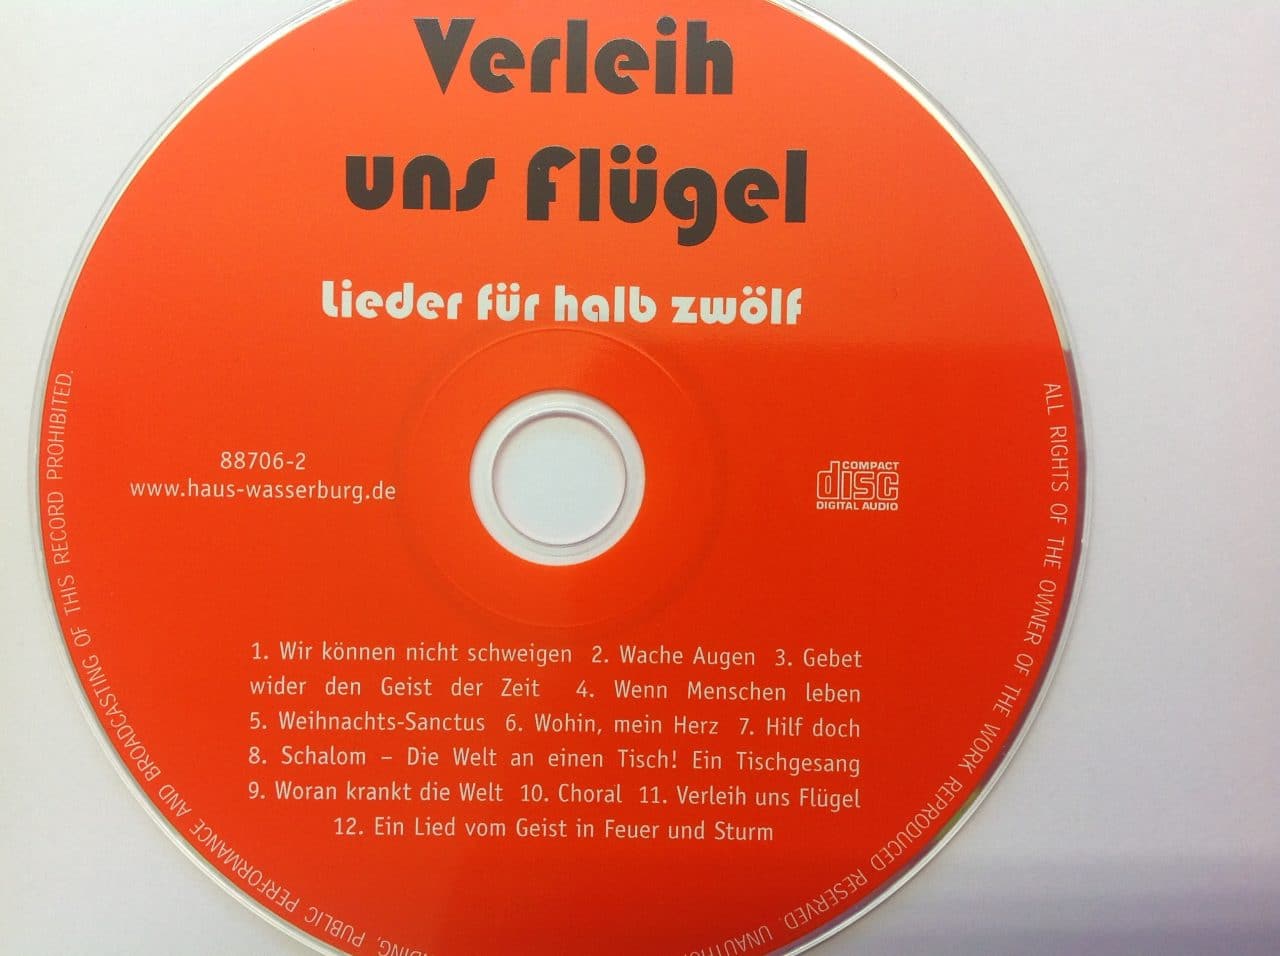 Verleih
uns Flügel
Lieder für halb zwölf
88706-2
www.haus-wasserburg.de
COMPACT
disc
DIGITAL AUDIO
1. Wir können nicht schweigen 2. Wache Augen 3. Gebet
wider den Geist der Zeit 4. Wenn Menschen leben
5. Weihnachts-Sanctus 6. Wohin, mein Herz 7. Hilf doch
8. Schalom – Die Welt an einen Tisch! Ein Tischgesang
9. Woran krankt die Welt 10. Choral 11. Verleih uns Flügel
12. Ein Lied vom Geist in Feuer und Sturm
ALL RIGHTS OF THE OWNER OF THE WORK REPRODUCED RESERVED.
PUBLIC PERFORMANCE AND BROADCASTING OF THIS RECORD PROHIBITED.